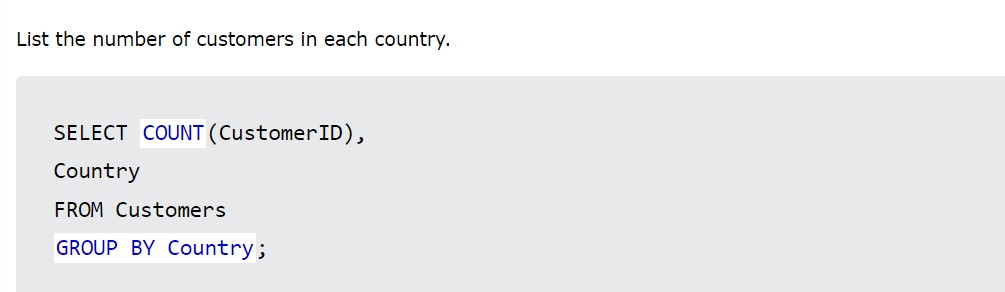 List the number of customers in each country.
SELECT COUNT(CustomerID),
Country
FROM Customers
GROUP BY Country;